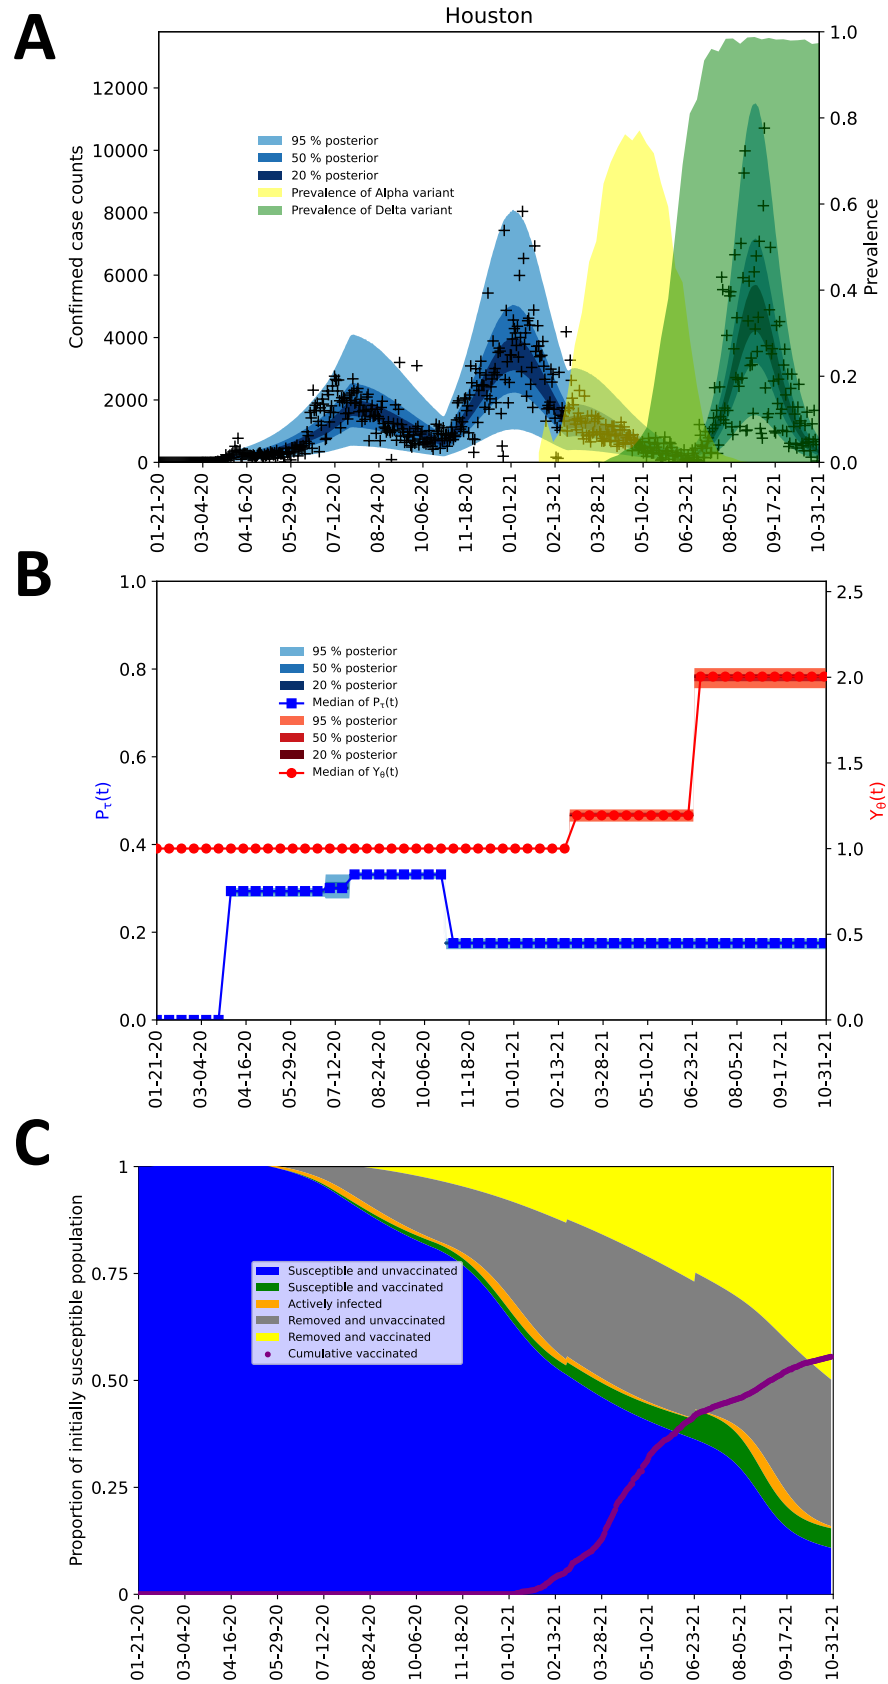 A
Houston
Confirmed case counts
12000
10000
8000
6000
4000
2000
0
1.0
0.8
0.6
0.4
0.2
0.0
Prevalence
95 % posterior
50 % posterior
20 % posterior
Prevalence of Alpha variant
Prevalence of Delta variant
01-21-20
03-04-20
04-16-20
05-29-20
07-12-20
08-24-20
10-06-20
11-18-20
01-01-21
02-13-21
03-28-21
05-10-21
06-23-21
08-05-21
09-17-21
10-31-21
B
P_τ(t)
1.0
0.8
0.6
0.4
0.2
0.0
2.5
2.0
1.5
1.0
0.5
0.0
Y_θ(t)
95 % posterior
50 % posterior
20 % posterior
Median of P_τ(t)
95 % posterior
50 % posterior
20 % posterior
Median of Y_θ(t)
01-21-20
03-04-20
04-16-20
05-29-20
07-12-20
08-24-20
10-06-20
11-18-20
01-01-21
02-13-21
03-28-21
05-10-21
06-23-21
08-05-21
09-17-21
10-31-21
C
Proportion of initially susceptible population
1
0.75
0.50
0.25
0
Susceptible and unvaccinated
Susceptible and vaccinated
Actively infected
Removed and unvaccinated
Removed and vaccinated
Cumulative vaccinated
01-21-20
03-04-20
04-16-20
05-29-20
07-12-20
08-24-20
10-06-20
11-18-20
01-01-21
02-13-21
03-28-21
05-10-21
06-23-21
08-05-21
09-17-21
10-31-21